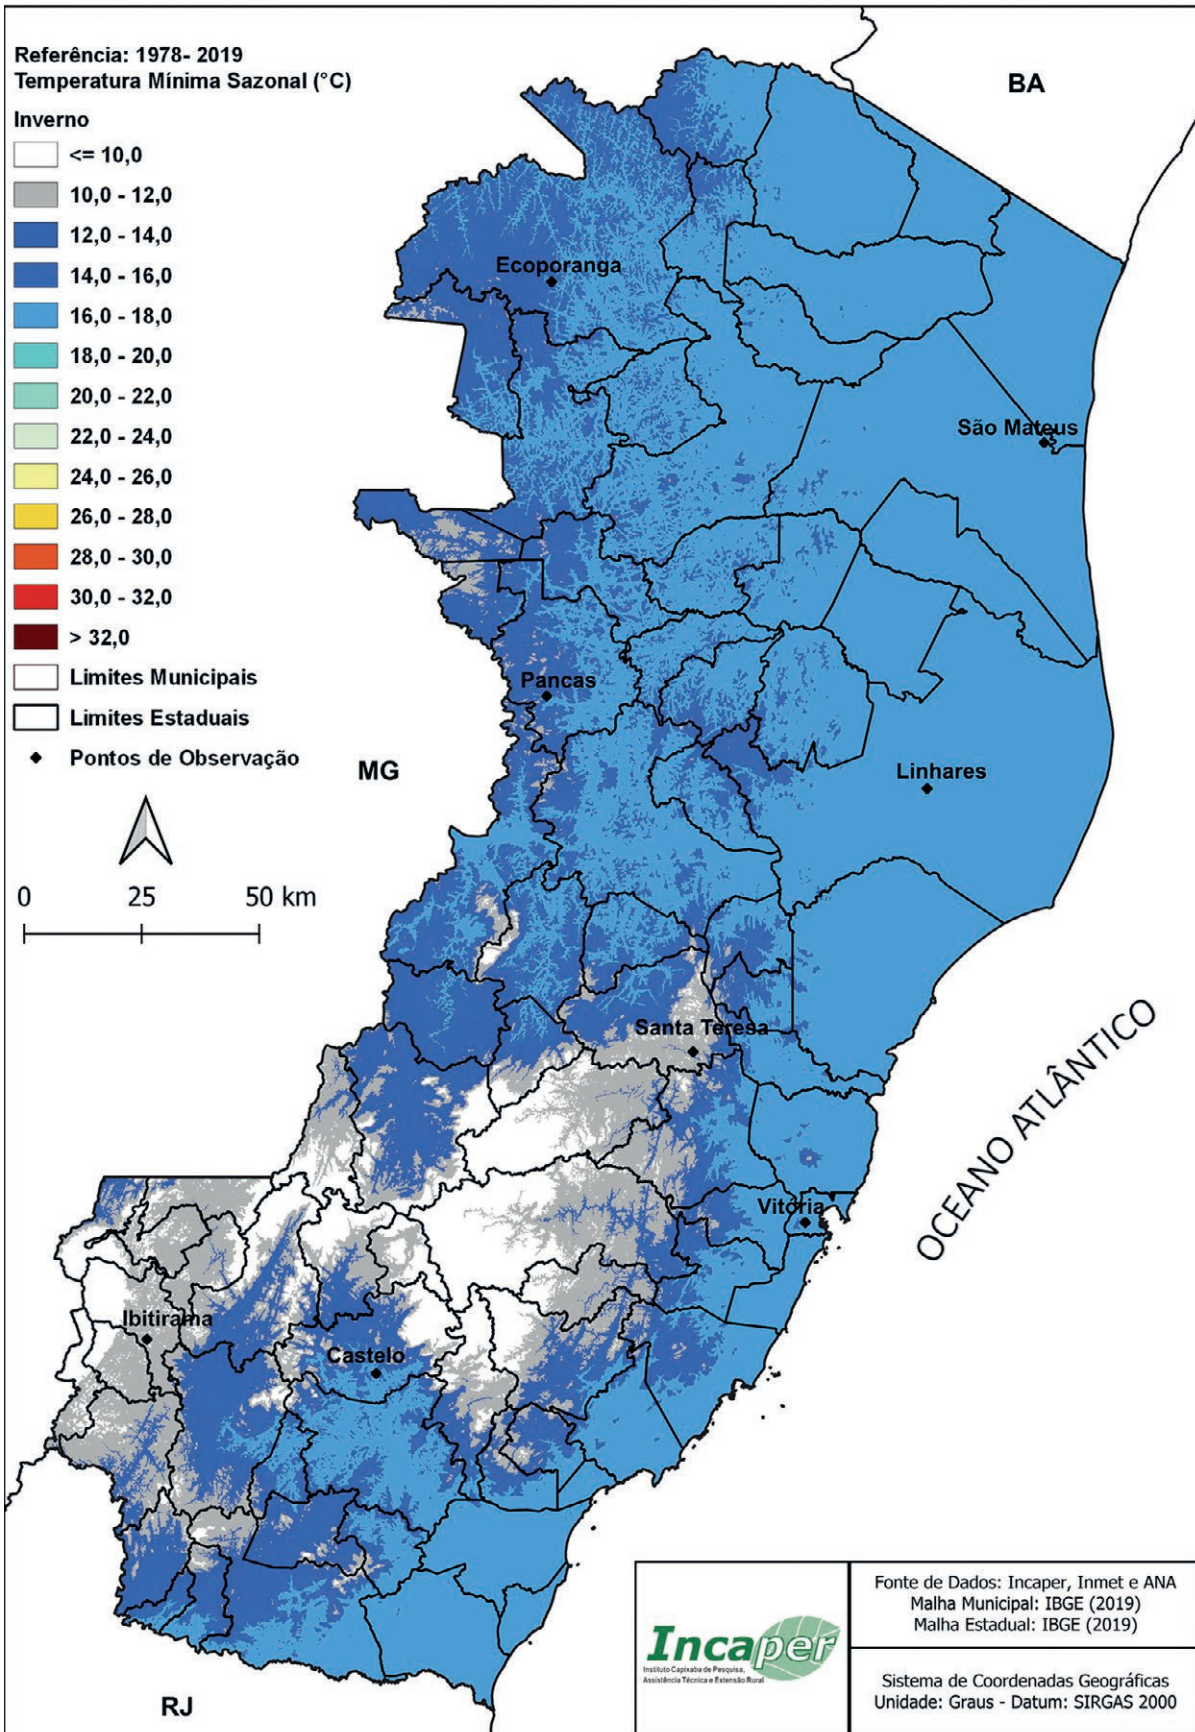 Referência: 1978- 2019
Temperatura Mínima Sazonal (°C)
Inverno
<= 10,0
10,0 - 12,0
12,0 - 14,0
14,0 - 16,0
16,0 - 18,0
18,0 - 20,0
20,0 - 22,0
22,0 - 24,0
24,0 - 26,0
26,0 - 28,0
28,0 - 30,0
30,0 - 32,0
> 32,0
Limites Municipais
Limites Estaduais
Pontos de Observação
0 25 50 km
BA
Ecoporanga
São Mateus
Pancas
MG
Linhares
Santa Teresa
OCEANO ATLÂNTICO
Vitória
Ibitirama
Castelo
RJ
Incaper
Instituto Capixaba de Pesquisa,
Assistência Técnica e Extensão Rural
Fonte de Dados: Incaper, Inmet e ANA
Malha Municipal: IBGE (2019)
Malha Estadual: IBGE (2019)
Sistema de Coordenadas Geográficas
Unidade: Graus - Datum: SIRGAS 2000